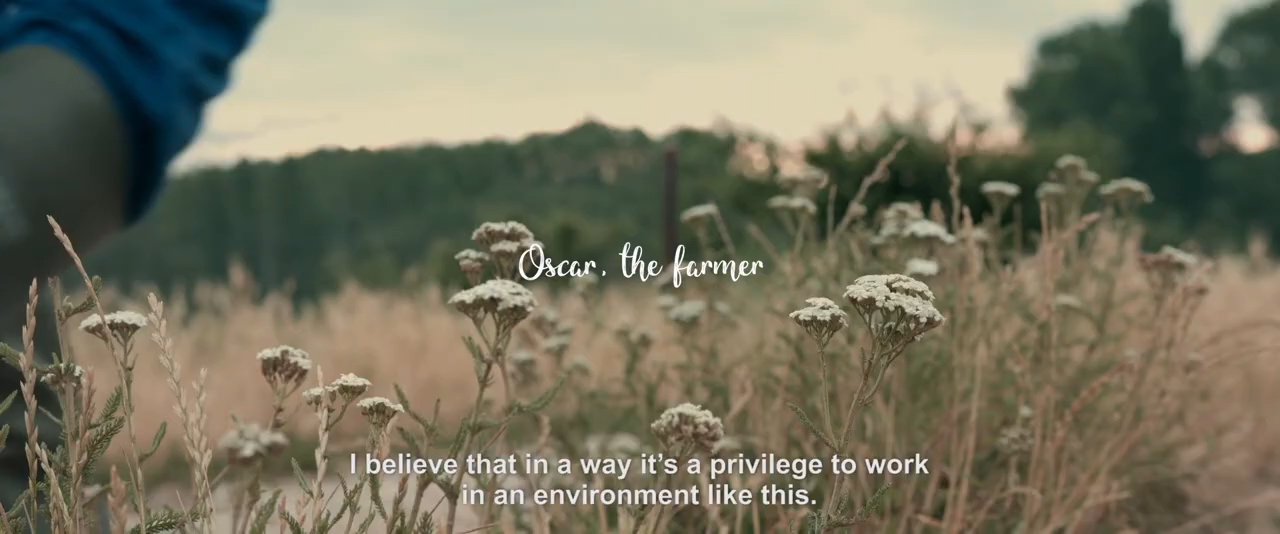 Oscar, the farmer
I believe that in a way it's a privilege to work
in an environment like this.